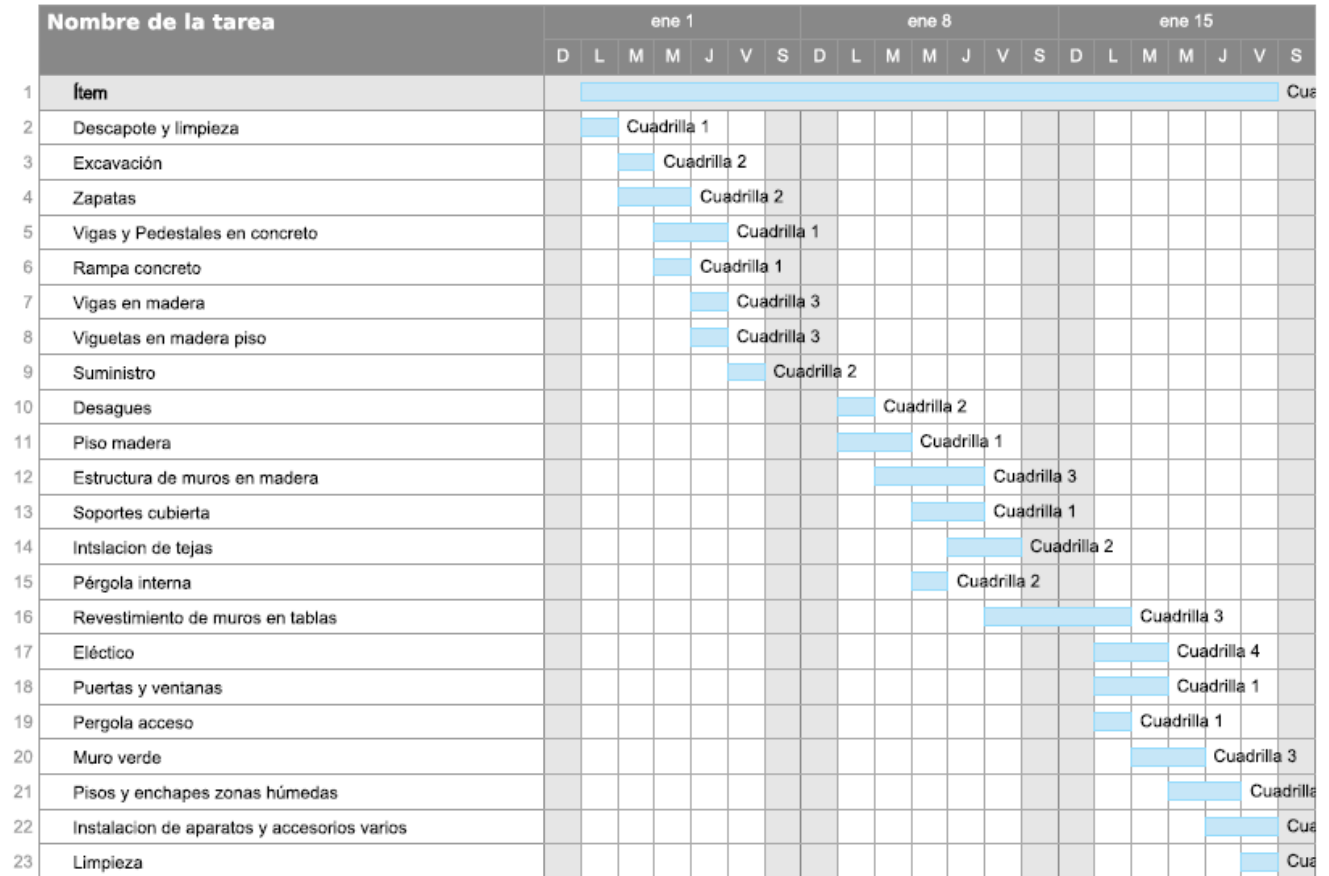 Nombre de la tarea ene 1 ene 8 ene 15
D L M M J V S D L M M J V S D L M M J V S
1 Ítem Cua
2 Descapote y limpieza Cuadrilla 1
3 Excavación Cuadrilla 2
4 Zapatas Cuadrilla 2
5 Vigas y Pedestales en concreto Cuadrilla 1
6 Rampa concreto Cuadrilla 1
7 Vigas en madera Cuadrilla 3
8 Viguetas en madera piso Cuadrilla 3
9 Suministro Cuadrilla 2
10 Desagues Cuadrilla 2
11 Piso madera Cuadrilla 1
12 Estructura de muros en madera Cuadrilla 3
13 Soportes cubierta Cuadrilla 1
14 Intslacion de tejas Cuadrilla 2
15 Pérgola interna Cuadrilla 2
16 Revestimiento de muros en tablas Cuadrilla 3
17 Eléctico Cuadrilla 4
18 Puertas y ventanas Cuadrilla 1
19 Pergola acceso Cuadrilla 1
20 Muro verde Cuadrilla 3
21 Pisos y enchapes zonas húmedas Cuadrilla
22 Instalacion de aparatos y accesorios varios Cua
23 Limpieza Cua